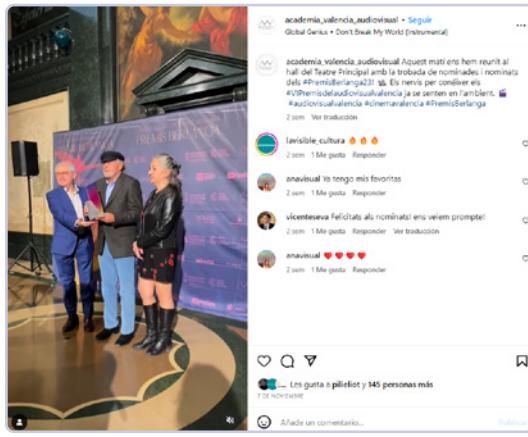 PREMIS BERLANGA
academia_valencia_audiovisual • Seguir
Global Genius • Don't Break My World (Instrumental)
academia_valencia_audiovisual Aquest matí ens hem reunit al
hall del Teatre Principal amb la trobada de nominades i nominats
dels #PremisBerlanga23! Els nervis per conéixer els
#VIPremisdelaudiovisualvalencia ja se senten en l'ambient.
#audiovisualvalencia #cinemavalencia #PremisBerlanga
2 sem Ver traducción
lavisible_cultura 🔥 🔥 🔥
2 sem 1 Me gusta Responder
anavisual Ya tengo mis favoritas
2 sem 1 Me gusta Responder
vicenteseva Felicitats als nominats! ens veiem promptet!
2 sem 1 Me gusta Responder Ver traducción
anavisual ❤️ ❤️ ❤️ ❤️
2 sem 1 Me gusta Responder
Les gusta a pilieliot y 145 personas más
7 DE NOVIEMBRE
Añade un comentario...
Publicar